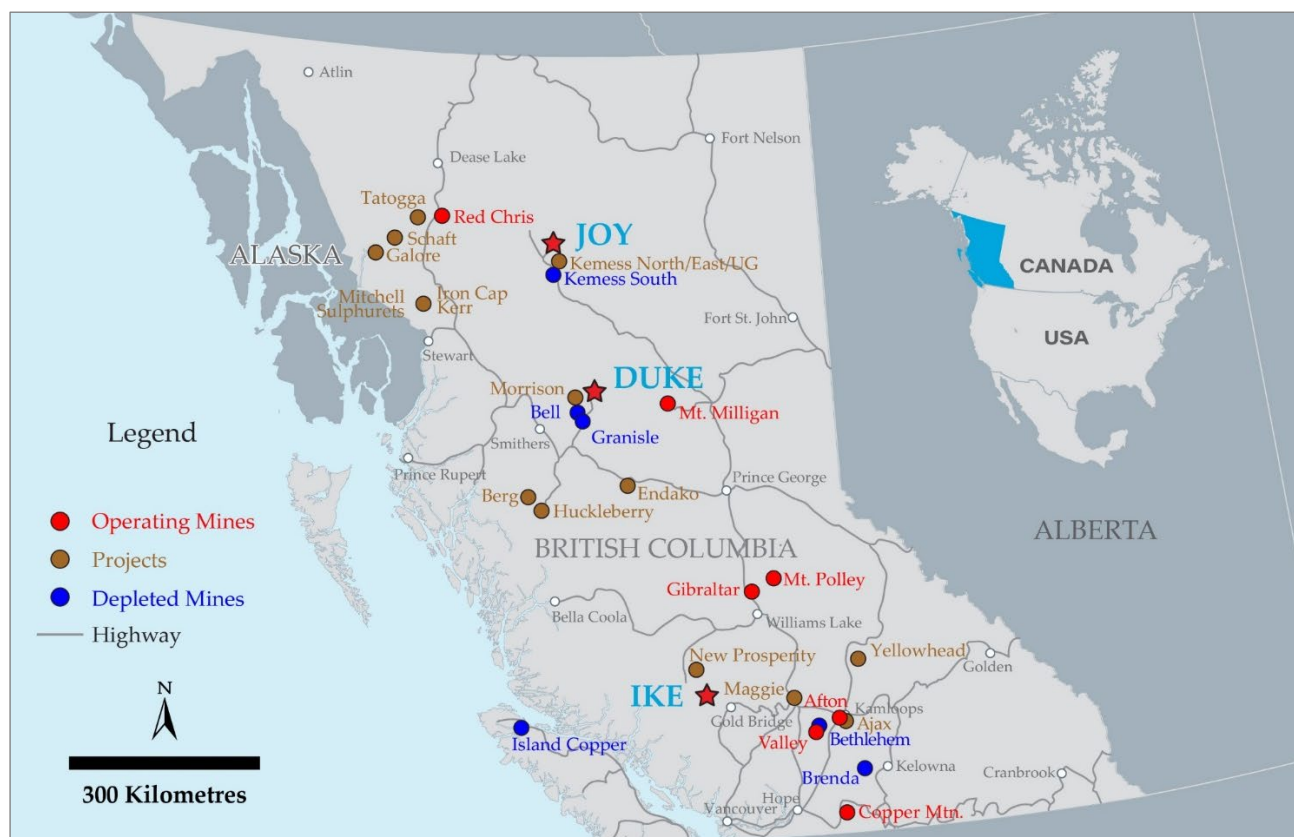 Atlin
Fort Nelson
Dease Lake
Tatogga
Red Chris
JOY
Schaft
Galore
ALASKA
Kemess North/East/UG
Kemess South
CANADA
Mitchell
Sulphurets
Iron Cap
Kerr
Fort St. John
USA
Stewart
DUKE
Morrison
Bell
Mt. Milligan
Granisle
Smithers
Legend
Prince Rupert
Prince George
Endako
Berg
Huckleberry
Operating Mines
ALBERTA
BRITISH COLUMBIA
Projects
Mt. Polley
Gibraltar
Depleted Mines
Bella Coola
Williams Lake
Highway
Yellowhead
New Prosperity
Golden
N
IKE
Maggie
Afton
Kamloops
Gold Bridge
Ajax
Island Copper
Valley
Bethlehem
Brenda
Kelowna
Cranbrook
300 Kilometres
Vancouver
Hope
Copper Mtn.